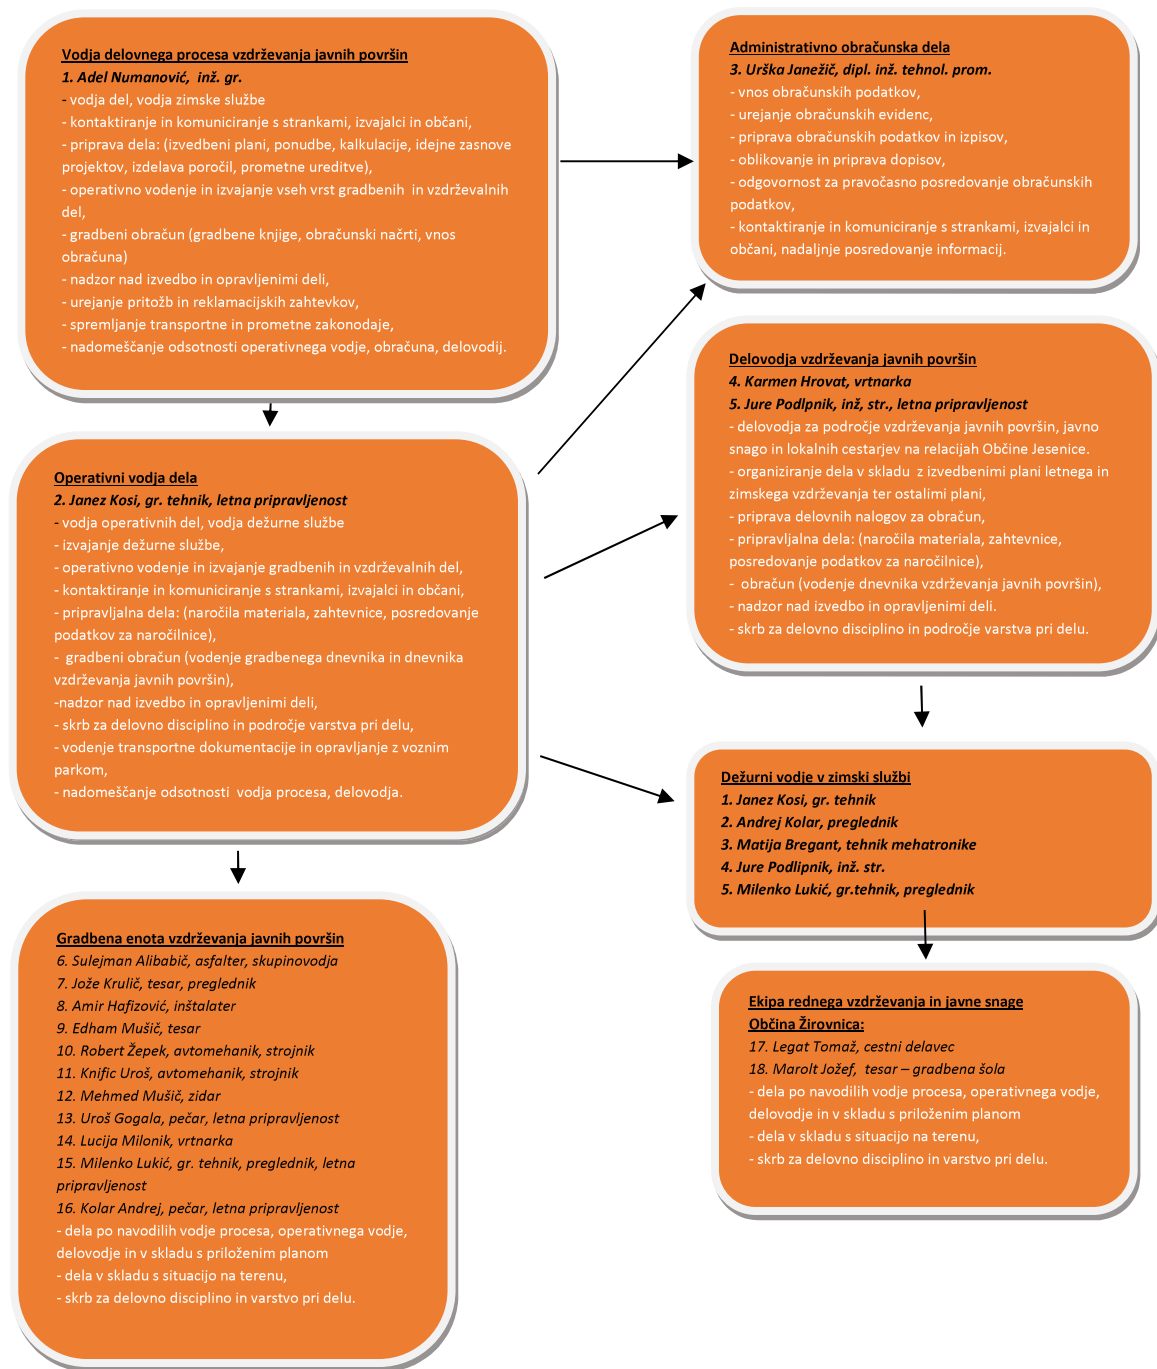 Vodja delovnega procesa vzdrževanja javnih površin
1. Adel Numanović, inž. gr.
- vodja del, vodja zimske službe
- kontaktiranje in komuniciranje s strankami, izvajalci in občani,
- priprava dela: (izvedbeni plani, ponudbe, kalkulacije, idejne zasnove
projektov, izdelava poročil, prometne ureditve),
- operativno vodenje in izvajanje vseh vrst gradbenih in vzdrževalnih
del,
- gradbeni obračun (gradbene knjige, obračunski načrti, vnos
obračuna)
- nadzor nad izvedbo in opravljenimi deli,
- urejanje pritožb in reklamacijskih zahtevkov,
- spremljanje transportne in prometne zakonodaje,
- nadomeščanje odsotnosti operativnega vodje, obračuna, delovodij.
Administrativno obračunska dela
3. Urška Janežič, dipl. inž. tehnol. prom.
- vnos obračunskih podatkov,
- urejanje obračunskih evidenc,
- priprava obračunskih podatkov in izpisov,
- oblikovanje in priprava dopisov,
- odgovornost za pravočasno posredovanje obračunskih
podatkov,
- kontaktiranje in komuniciranje s strankami, izvajalci in
občani, nadaljnje posredovanje informacij.
Operativni vodja dela
2. Janez Kosi, gr. tehnik, letna pripravljenost
- vodja operativnih del, vodja dežurne službe
- izvajanje dežurne službe,
- operativno vodenje in izvajanje gradbenih in vzdrževalnih del,
- kontaktiranje in komuniciranje s strankami, izvajalci in občani,
- pripravljalna dela: (naročila materiala, zahtevnice, posredovanje
podatkov za naročilnice),
- gradbeni obračun (vodenje gradbenega dnevnika in dnevnika
vzdrževanja javnih površin),
-nadzor nad izvedbo in opravljenimi deli,
- skrb za delovno disciplino in področje varstva pri delu,
- vodenje transportne dokumentacije in opravljanje z voznim
parkom,
- nadomeščanje odsotnosti vodja procesa, delovodja.
Delovodja vzdrževanja javnih površin
4. Karmen Hrovat, vrtnarka
5. Jure Podlpnik, inž, str., letna pripravljenost
- delovodja za področje vzdrževanja javnih površin, javno
snago in lokalnih cestarjev na relacijah Občine Jesenice.
- organiziranje dela v skladu z izvedbenimi plani letnega in
zimskega vzdrževanja ter ostalimi plani,
- priprava delovnih nalogov za obračun,
- pripravljalna dela: (naročila materiala, zahtevnice,
posredovanje podatkov za naročilnice),
- obračun (vodenje dnevnika vzdrževanja javnih površin),
- nadzor nad izvedbo in opravljenimi deli.
- skrb za delovno disciplino in področje varstva pri delu.
Dežurni vodje v zimski službi
1. Janez Kosi, gr. tehnik
2. Andrej Kolar, preglednik
3. Matija Bregant, tehnik mehatronike
4. Jure Podlipnik, inž. str.
5. Milenko Lukić, gr.tehnik, preglednik
Gradbena enota vzdrževanja javnih površin
6. Sulejman Alibabič, asfalter, skupinovodja
7. Jože Krulič, tesar, preglednik
8. Amir Hafizović, inštalater
9. Edham Mušič, tesar
10. Robert Žepek, avtomehanik, strojnik
11. Knific Uroš, avtomehanik, strojnik
12. Mehmed Mušič, zidar
13. Uroš Gogala, pečar, letna pripravljenost
14. Lucija Milonik, vrtnarka
15. Milenko Lukić, gr. tehnik, preglednik, letna
pripravljenost
16. Kolar Andrej, pečar, letna pripravljenost
- dela po navodilih vodje procesa, operativnega vodje,
delovodje in v skladu s priloženim planom
- dela v skladu s situacijo na terenu,
- skrb za delovno disciplino in varstvo pri delu.
Ekipa rednega vzdrževanja in javne snage
Občina Žirovnica:
17. Legat Tomaž, cestni delavec
18. Marolt Jožef, tesar – gradbena šola
- dela po navodilih vodje procesa, operativnega vodje,
delovodje in v skladu s priloženim planom
- dela v skladu s situacijo na terenu,
- skrb za delovno disciplino in varstvo pri delu.